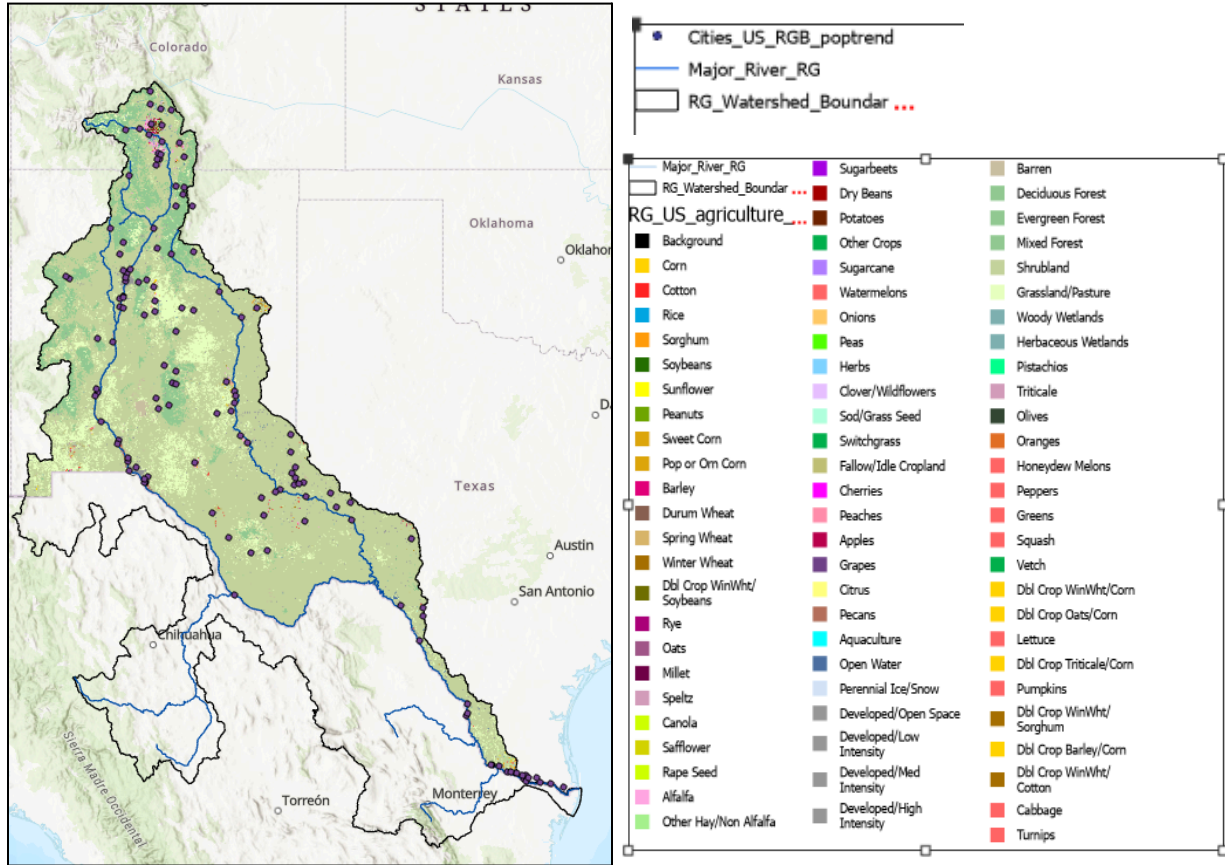 STATES
Colorado
Kansas
Oklahoma
Texas
Austin
San Antonio
Chihuahua
Sierra Madre Occidental
Torreón
Monterrey
Cities_US_RGB_poptrend
Major_River_RG
RG_Watershed_Boundar ...
Major_River_RG
RG_Watershed_Boundar ...
RG_US_agriculture_...
Background
Corn
Cotton
Rice
Sorghum
Soybeans
Sunflower
Peanuts
Sweet Corn
Pop or Orn Corn
Barley
Durum Wheat
Spring Wheat
Winter Wheat
Dbl Crop WinWht/
Soybeans
Rye
Oats
Millet
Speltz
Canola
Safflower
Rape Seed
Alfalfa
Other Hay/Non Alfalfa
Sugarbeets
Dry Beans
Potatoes
Other Crops
Sugarcane
Watermelons
Onions
Peas
Herbs
Clover/Wildflowers
Sod/Grass Seed
Switchgrass
Fallow/Idle Cropland
Cherries
Peaches
Apples
Grapes
Citrus
Pecans
Aquaculture
Open Water
Perennial Ice/Snow
Developed/Open Space
Developed/Low
Intensity
Developed/Med
Intensity
Developed/High
Intensity
Barren
Deciduous Forest
Evergreen Forest
Mixed Forest
Shrubland
Grassland/Pasture
Woody Wetlands
Herbaceous Wetlands
Pistachios
Triticale
Olives
Oranges
Honeydew Melons
Peppers
Greens
Squash
Vetch
Dbl Crop WinWht/Corn
Dbl Crop Oats/Corn
Lettuce
Dbl Crop Triticale/Corn
Pumpkins
Dbl Crop WinWht/
Sorghum
Dbl Crop Barley/Corn
Dbl Crop WinWht/
Cotton
Cabbage
Turnips